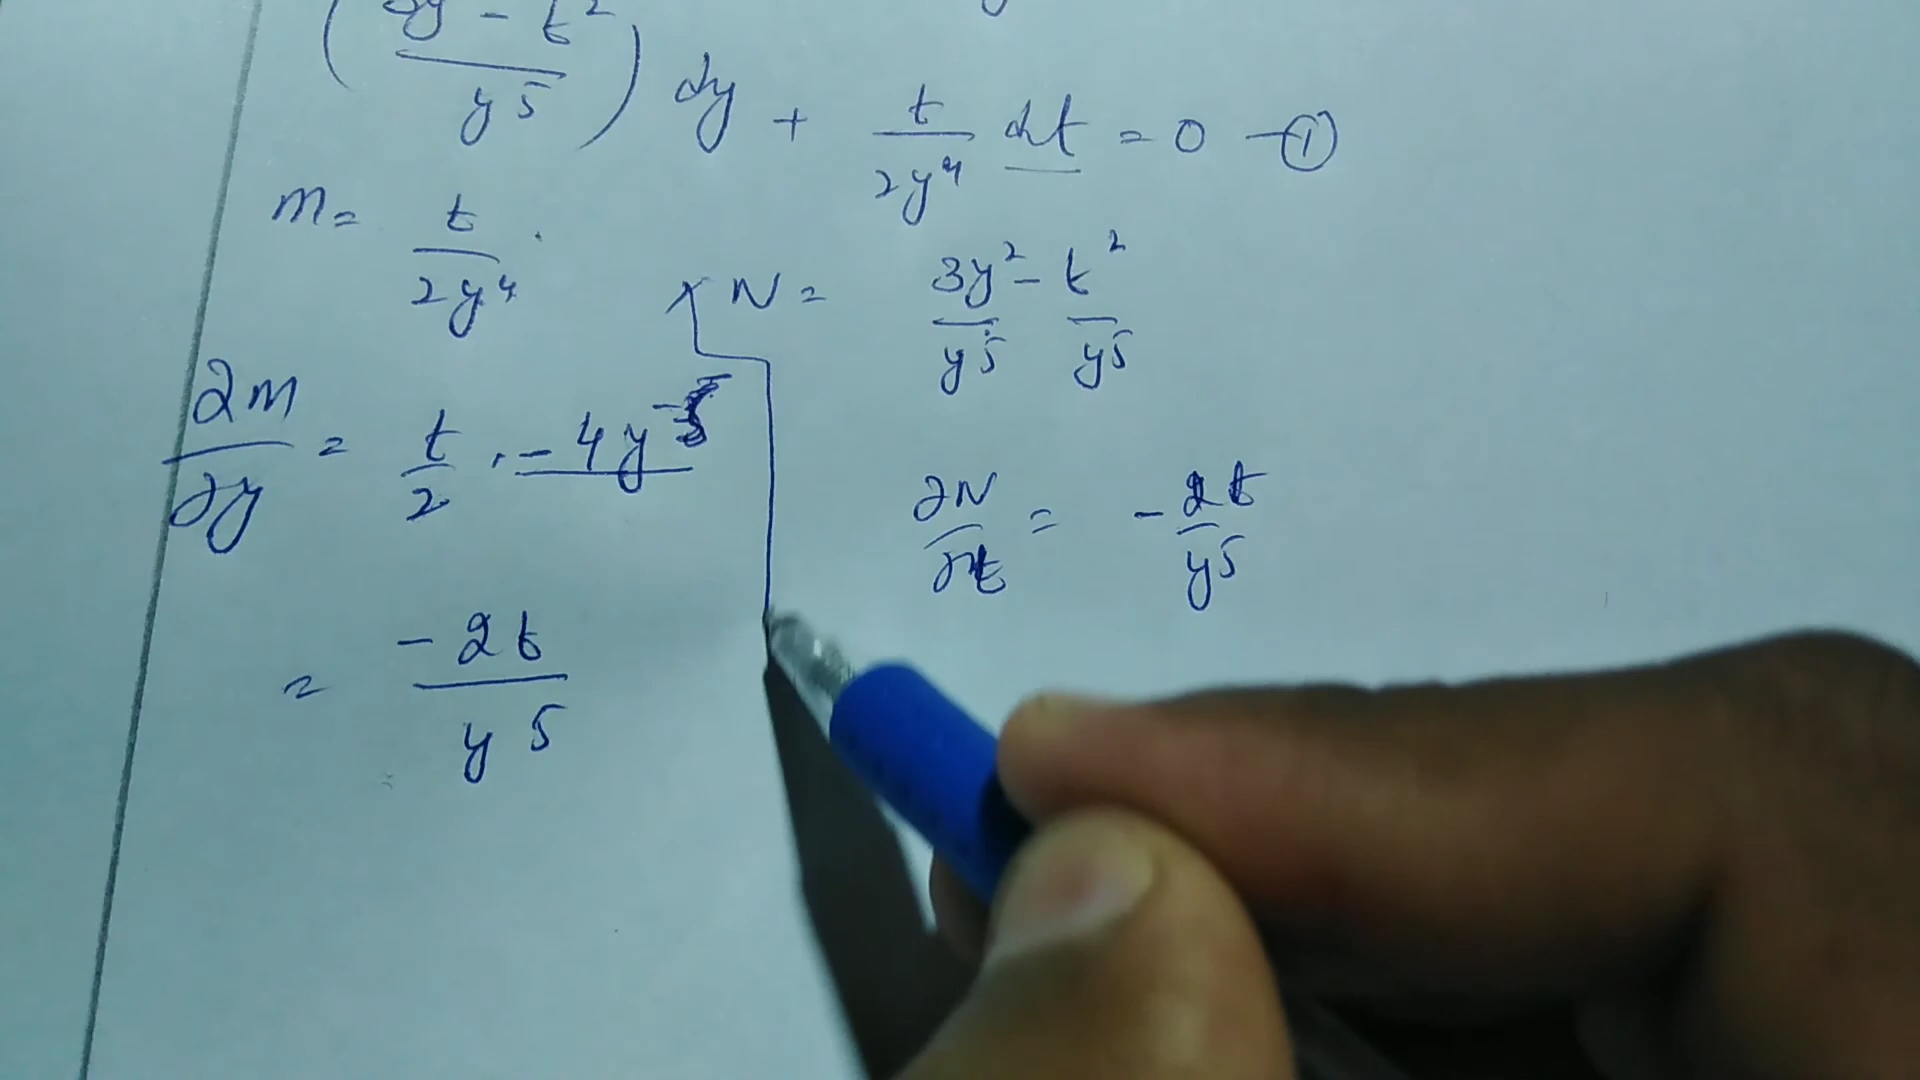 ( (3y - t² / y5 ) dy + t / 2y⁴ dt = 0 — ①
m = t / 2y⁴
N = 3y² / y5 - t² / y5
∂m / ∂y = t / 2 . - 4y⁻⁵
∂N / ∂t = - 2t / y5
= - 2t / y5